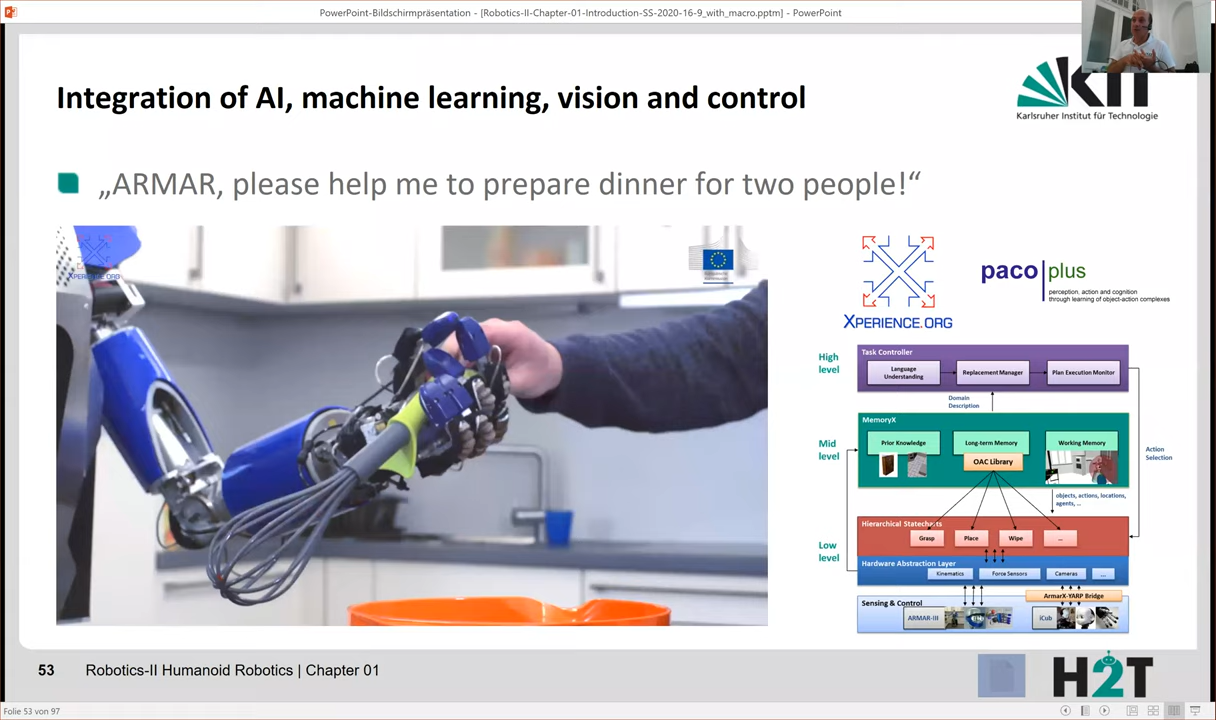 PowerPoint-Bildschirmpräsentation - [Robotics-II-Chapter-01-Introduction-SS-2020-16-9_with_macro.pptm] - PowerPoint
Integration of AI, machine learning, vision and control
KIT
Karlsruher Institut für Technologie
„ARMAR, please help me to prepare dinner for two people!“
XPERIENCE.ORG
XPERIENCE.ORG
paco plus
perception, action and cognition
through learning of object-action complexes
High
level
Task Controller
Language
Understanding
Replacement Manager
Plan Execution Monitor
Domain
Description
Mid
level
MemoryX
Prior Knowledge
Long-term Memory
Working Memory
OAC Library
Action
Selection
objects, actions, locations,
agents, ...
Low
level
Hierarchical Statecharts
Grasp
Place
Wipe
...
Hardware Abstraction Layer
Kinematics
Force Sensors
Cameras
...
ArmarX-YARP Bridge
Sensing & Control
ARMAR-III
iCub
53 Robotics-II Humanoid Robotics | Chapter 01
H2T
Folie 53 von 97